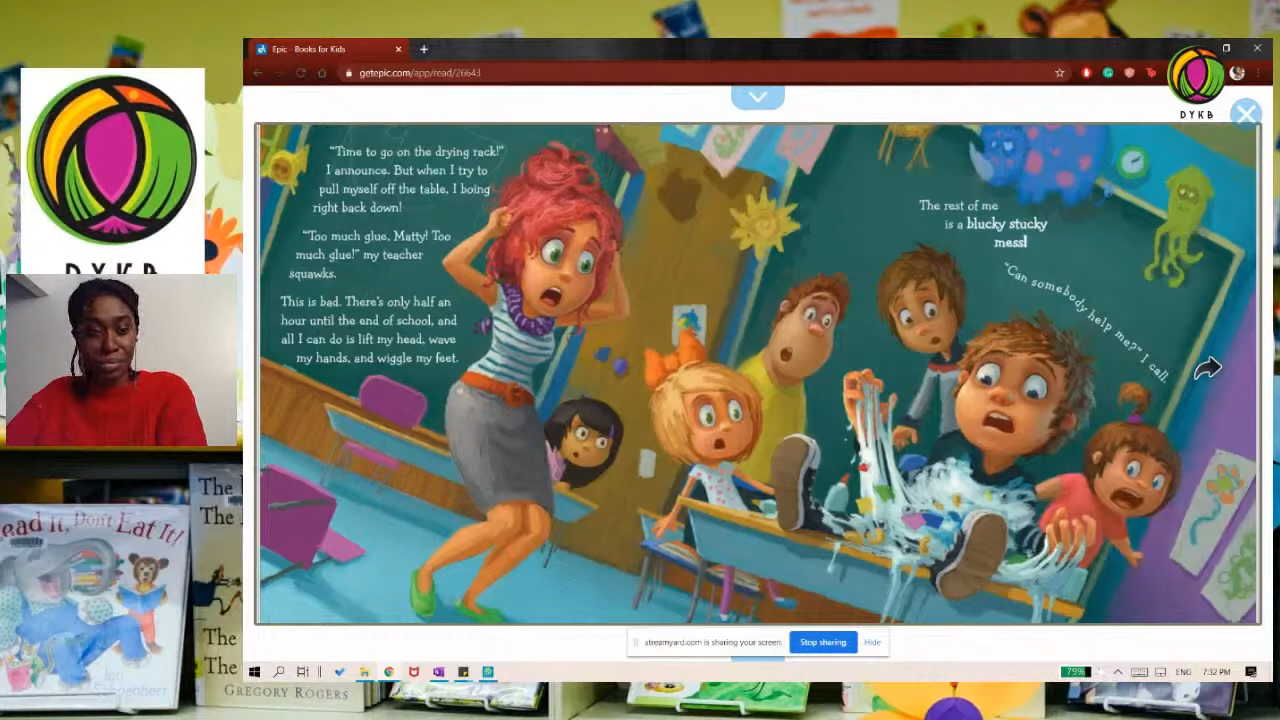 Epic - Books for Kids
getepic.com/app/read/26643
DYKB
DYKB
"Time to go on the drying rack!"
I announce. But when I try to
pull myself off the table, I boing
right back down!
"Too much glue, Matty! Too
much glue!" my teacher
squawks.
This is bad. There's only half an
hour until the end of school, and
all I can do is lift my head, wave
my hands, and wiggle my feet.
The rest of me
is a blucky stucky
mess!
"Can somebody help me?" I call.
ead it, Don't Eat It!
Ian
Schoenherr
The
The
The
The
GREGORY ROGERS
streamyard.com is sharing your screen.
Stop sharing
Hide
79%
ENG
7:32 PM